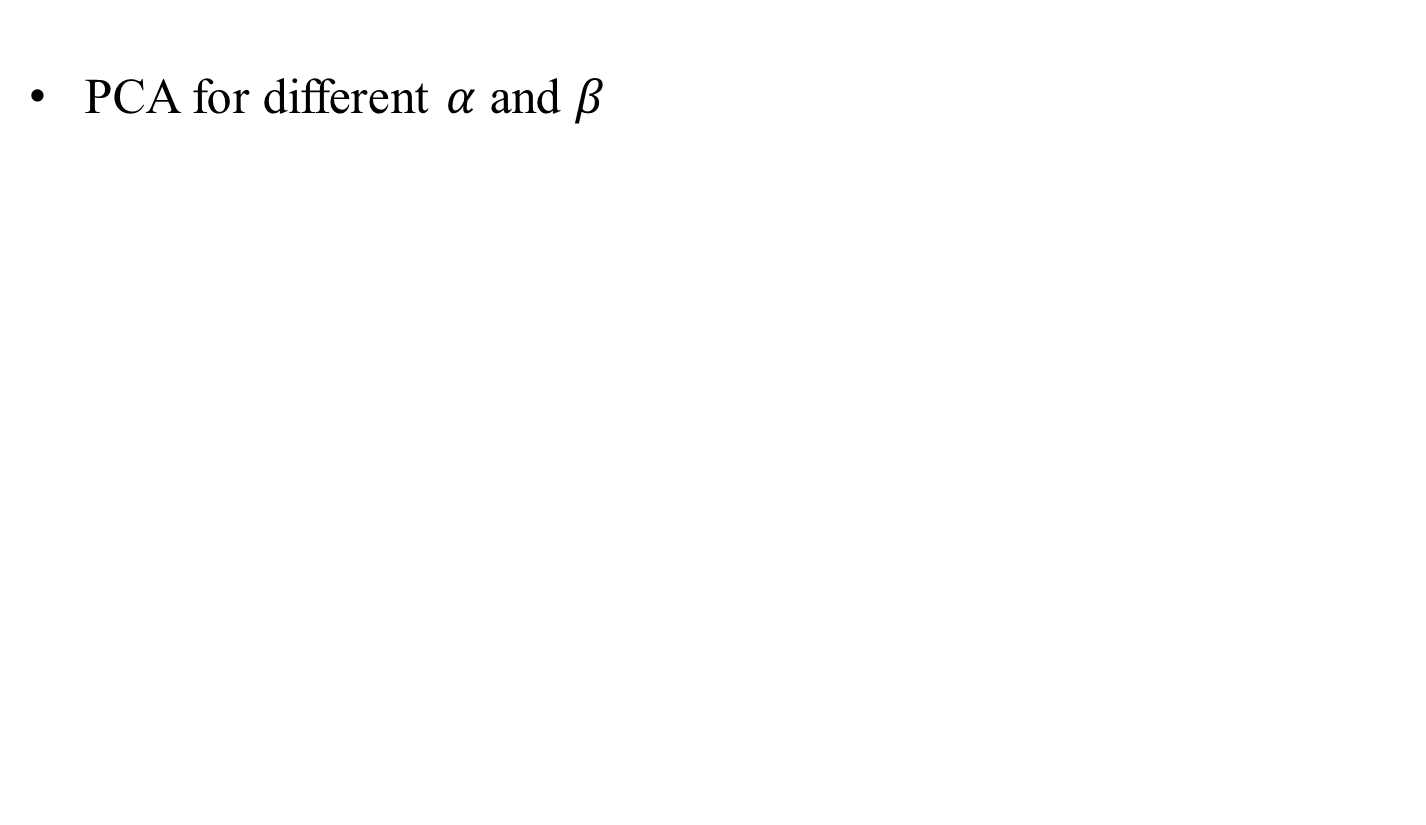 • PCA for different α and β